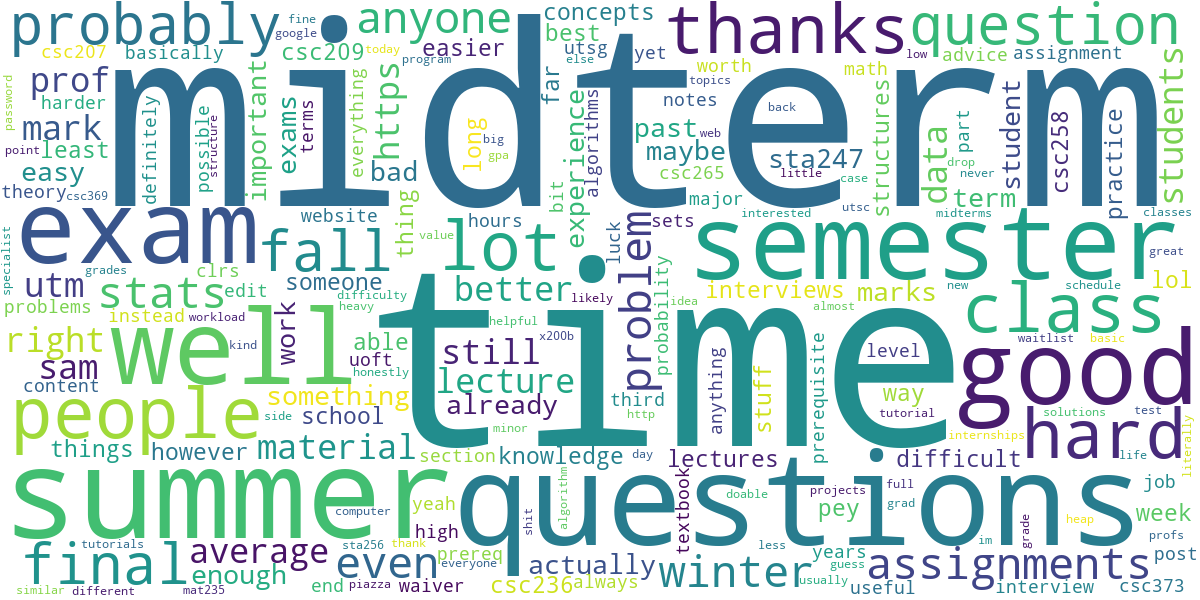 midterm
time
semester
questions
summer
well
good
exam
people
thanks
hard
final
class
question
probably
lot
fall
assignments
winter
anyone
students
stats
problem
even
better
data
prof
mark
utm
right
sam
https
material
average
still
lecture
already
actually
something
someone
school
things
however
enough
knowledge
lectures
difficult
interviews
marks
student
csc258
practice
term
part
structures
sta247
maybe
past
bad
easy
least
important
exams
terms
experience
far
best
concepts
easier
csc209
csc207
basically
fine
google
today
program
utsg
else
yet
low
advice
assignment
worth
topics
math
notes
back
web
big
gpa
long
algorithms
bit
everything
possible
structure
definitely
password
harder
point
theory
csc369
csc265
major
little
case
drop
never
utsc
interested
midterms
classes
great
sets
luck
hours
website
thing
value
clrs
grades
edit
specialist
problems
instead
workload
difficulty
heavy
likely
helpful
x200b
idea
probability
almost
new
schedule
lol
waitlist
basic
level
kind
work
able
uoft
honestly
content
side
minor
third
http
anything
stuff
prerequisite
way
tutorial
solutions
test
internships
life
literally
section
day
textbook
doable
projects
full
grad
pey
job
week
years
guess
less
usually
useful
im
grade
heap
profs
post
interview
csc373
yeah
high
computer
tutorials
sta256
thank
prereq
everyone
shit
algorithm
csc236
always
end
piazza
waiver
similar
different
mat235